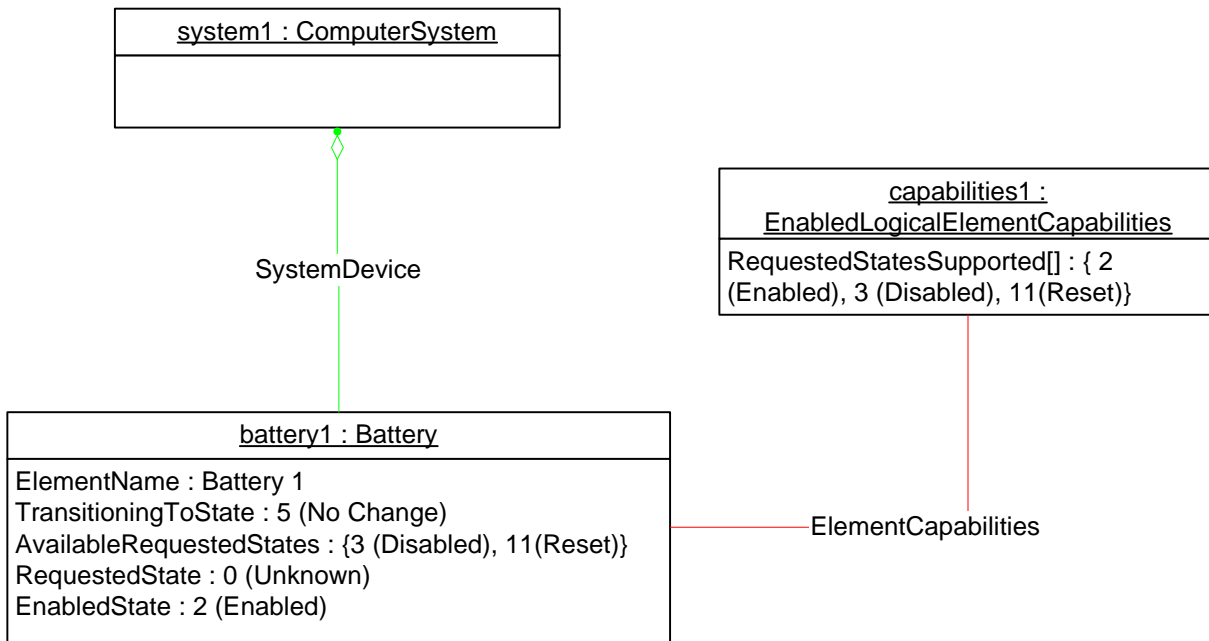 system1 : ComputerSystem
SystemDevice
capabilities1 :
EnabledLogicalElementCapabilities
RequestedStatesSupported[] : { 2
(Enabled), 3 (Disabled), 11(Reset)}
battery1 : Battery
ElementName : Battery 1
TransitioningToState : 5 (No Change)
AvailableRequestedStates : {3 (Disabled), 11(Reset)}
RequestedState : 0 (Unknown)
EnabledState : 2 (Enabled)
ElementCapabilities